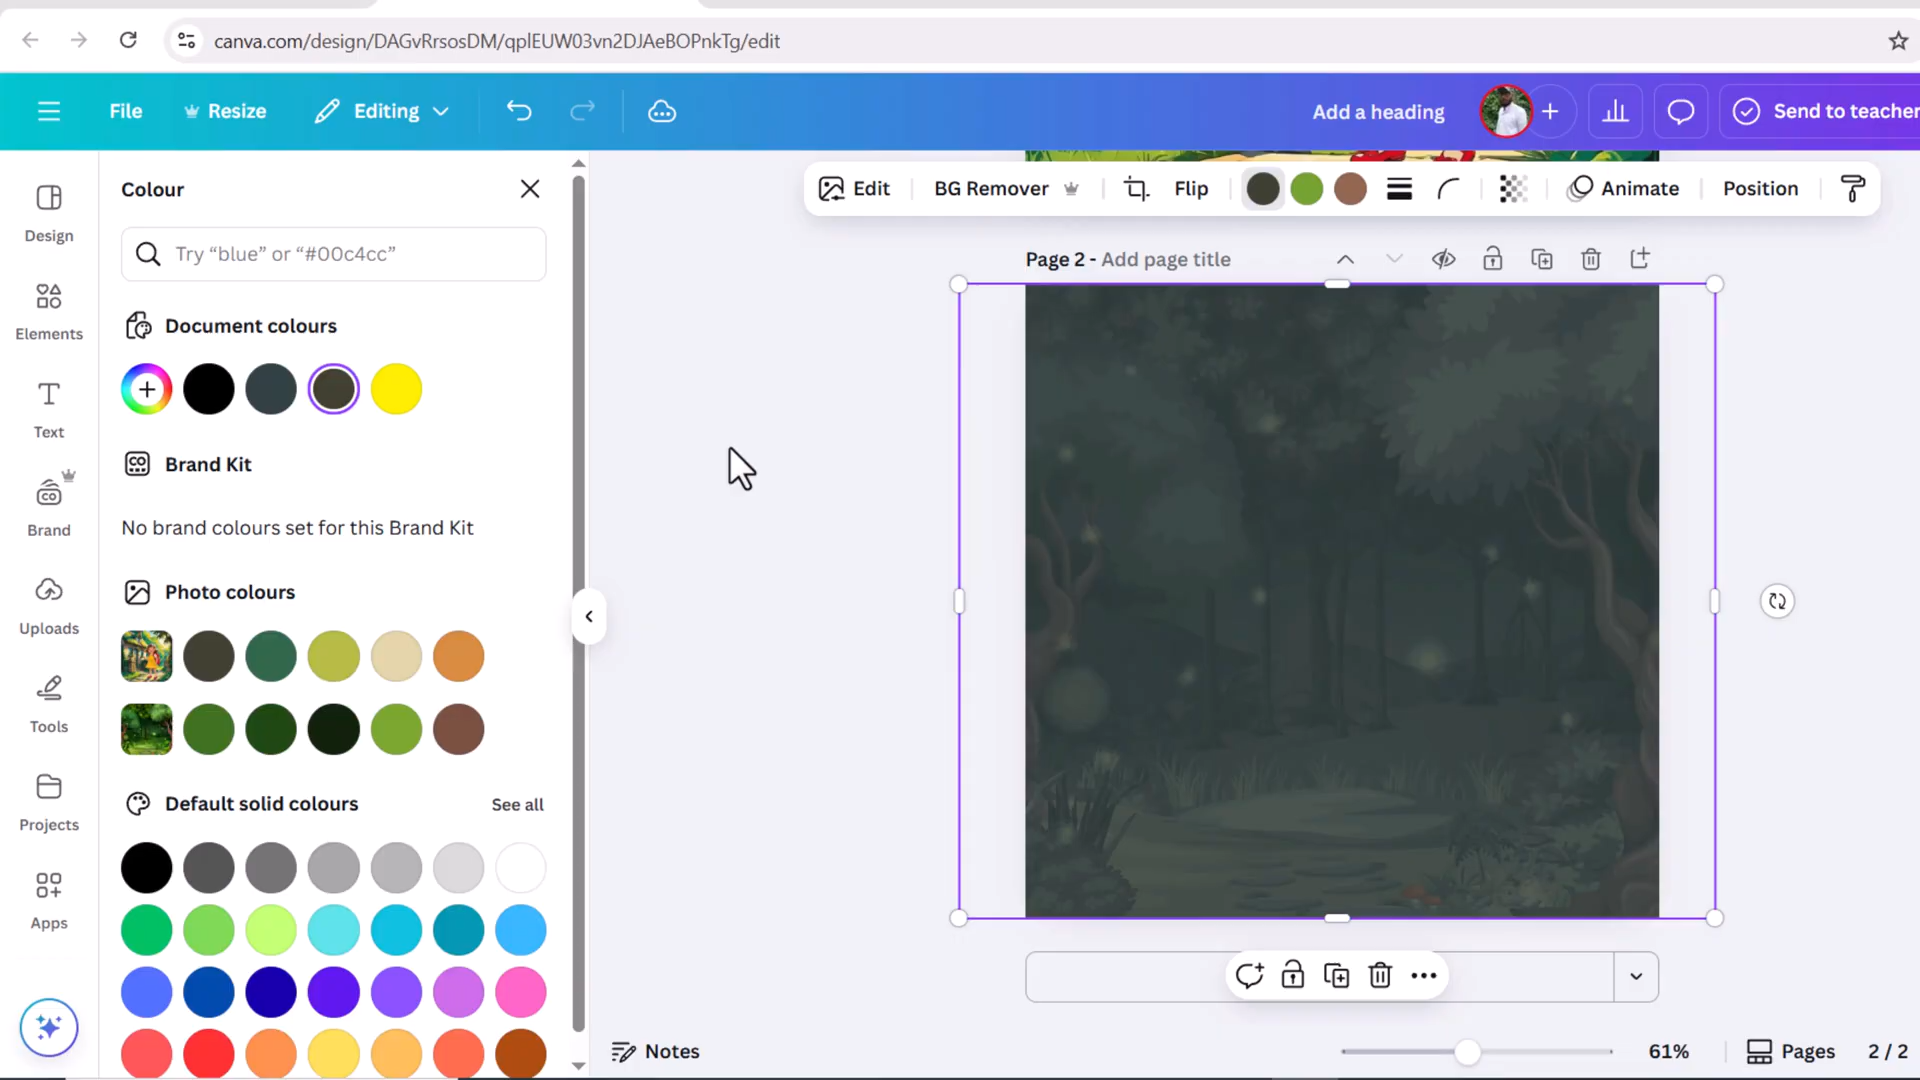 canva.com/design/DAGvRrsosDM/qplEUW03vn2DJAeBOPnkTg/edit
File
Resize
Editing
Add a heading
Send to teacher
Design
Elements
Text
Brand
Uploads
Tools
Projects
Apps
Colour
Try “blue” or “#00c4cc”
Document colours
Brand Kit
No brand colours set for this Brand Kit
Photo colours
Default solid colours See all
Edit BG Remover Flip Animate Position
Page 2 - Add page title
Notes
61% Pages 2 / 2